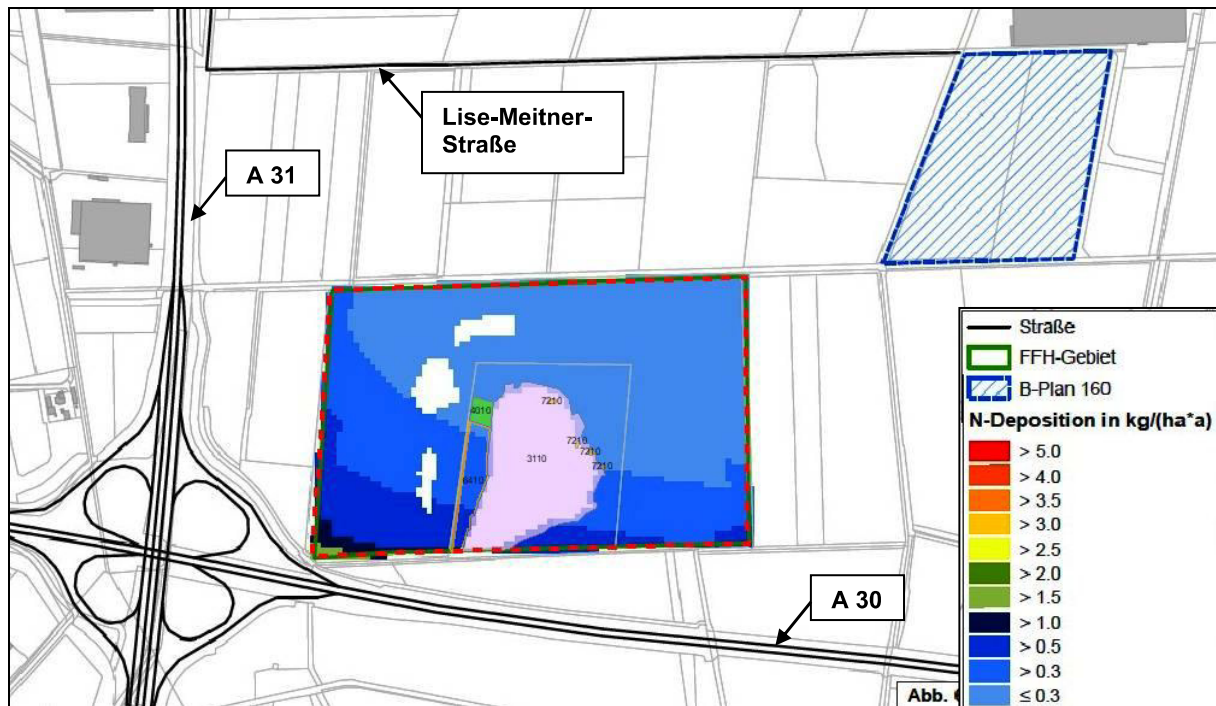 Lise-Meitner-
Straße
A 31
4010
7210
7210
7210
3110
7210
6410
A 30
Straße
FFH-Gebiet
B-Plan 160
N-Deposition in kg/(ha*a)
> 5.0
> 4.0
> 3.5
> 3.0
> 2.5
> 2.0
> 1.5
> 1.0
> 0.5
> 0.3
≤ 0.3
Abb.